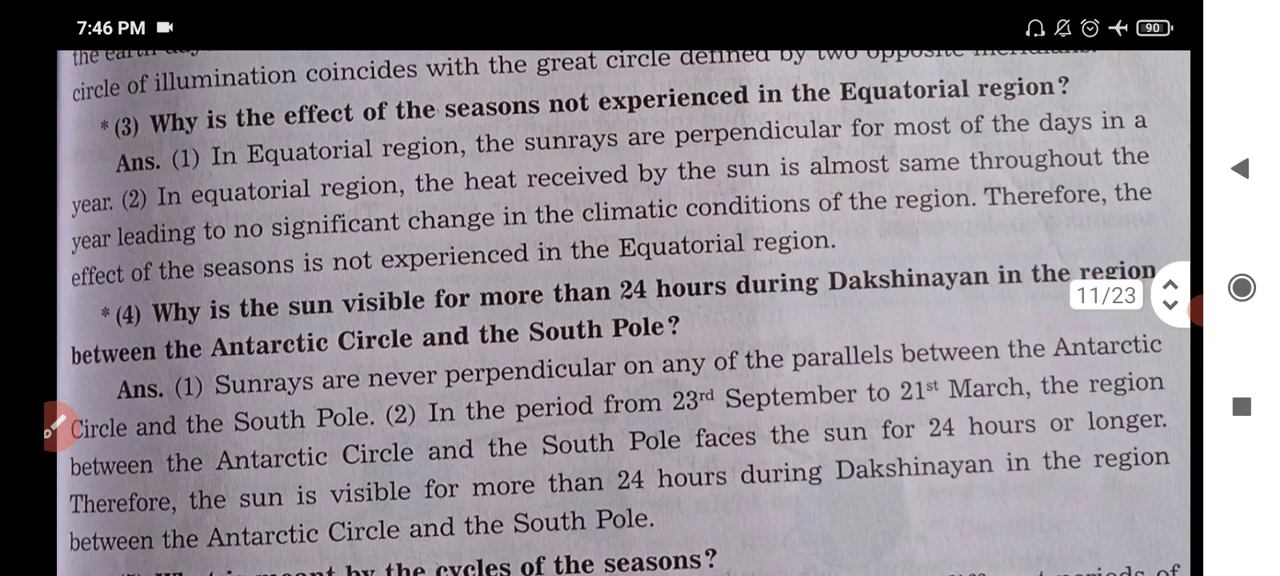 7:46 PM
90
the earth
circle of illumination coincides with the great circle defined by two opposite meridians.
* (3) Why is the effect of the seasons not experienced in the Equatorial region?
Ans. (1) In Equatorial region, the sunrays are perpendicular for most of the days in a
year. (2) In equatorial region, the heat received by the sun is almost same throughout the
year leading to no significant change in the climatic conditions of the region. Therefore, the
effect of the seasons is not experienced in the Equatorial region.
* (4) Why is the sun visible for more than 24 hours during Dakshinayan in the region
11/23
between the Antarctic Circle and the South Pole?
Ans. (1) Sunrays are never perpendicular on any of the parallels between the Antarctic
Circle and the South Pole. (2) In the period from 23rd September to 21st March, the region
between the Antarctic Circle and the South Pole faces the sun for 24 hours or longer.
Therefore, the sun is visible for more than 24 hours during Dakshinayan in the region
between the Antarctic Circle and the South Pole.
by the cycles of the seasons?
periods of